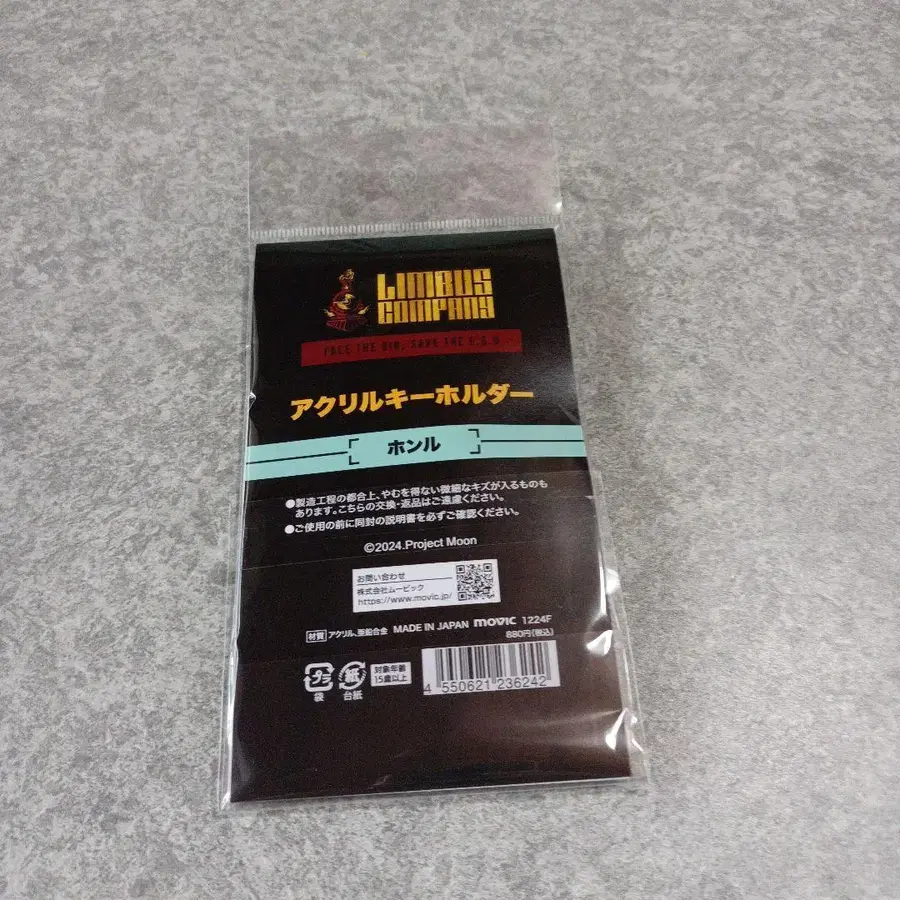 LIMBUS
COMPANY
FACE THE SIN, SAVE THE E.G.O
アクリルキーホルダー
ホンル
●製造工程の都合上、やむを得ない微細なキズが入るものも
あります。こちらの交換・返品はご遠慮ください。
●ご使用の前に同封の説明書を必ずご確認ください。
©2024.Project Moon
お問い合わせ
株式会社ムービック
https://www.movic.jp/
材質 アクリル、亜鉛合金 MADE IN JAPAN movic 1224F
880円(税込)
プラ
袋
紙
台紙
対象年齢
15歳以上
4 550621 236242